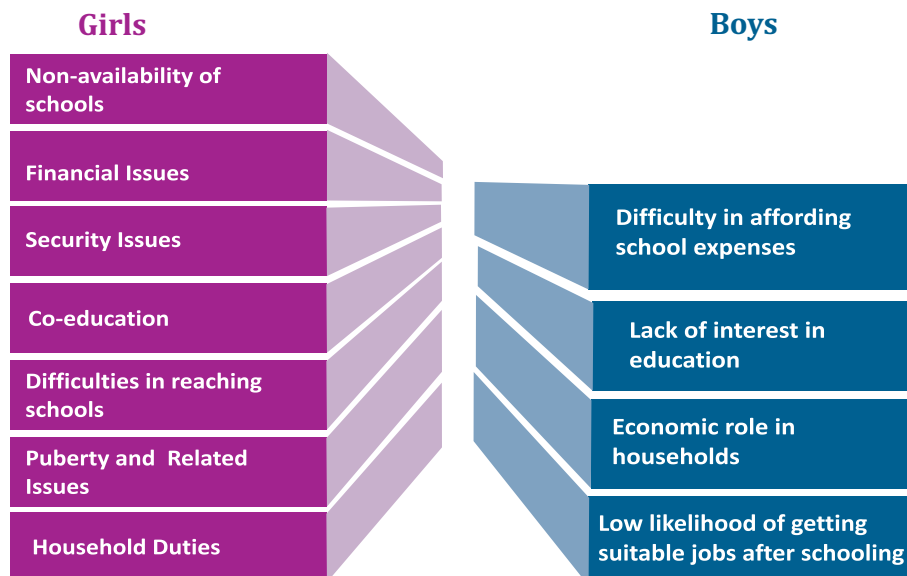 Girls
Non-availability of
schools
Financial Issues
Security Issues
Co-education
Difficulties in reaching
schools
Puberty and Related
Issues
Household Duties
Boys
Difficulty in affording
school expenses
Lack of interest in
education
Economic role in
households
Low likelihood of getting
suitable jobs after schooling